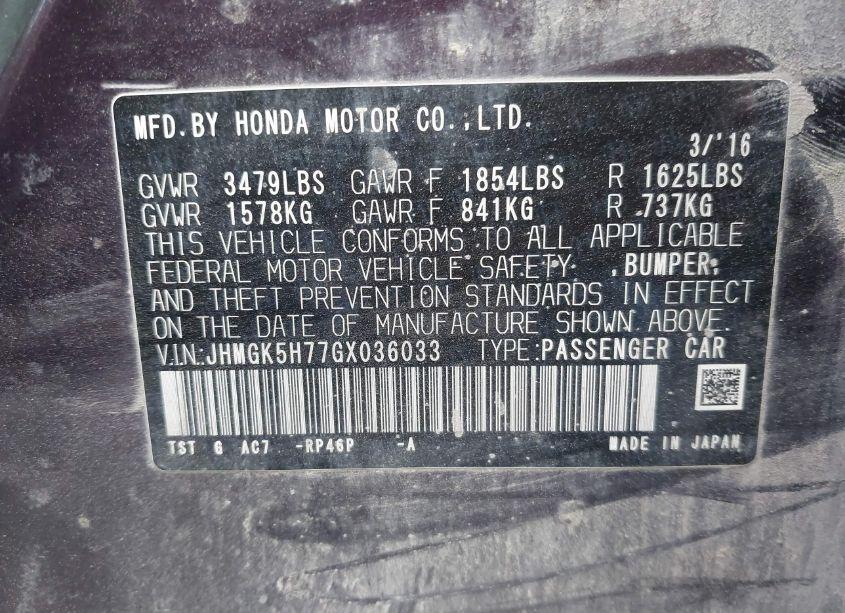 MFD.BY HONDA MOTOR CO.,LTD.
3/'16
GVWR 3479LBS GAWR F 1854LBS R 1625LBS
GVWR 1578KG GAWR F 841KG R 737KG
THIS VEHICLE CONFORMS TO ALL APPLICABLE
FEDERAL MOTOR VEHICLE SAFETY, BUMPER,
AND THEFT PREVENTION STANDARDS IN EFFECT
ON THE DATE OF MANUFACTURE SHOWN ABOVE.
V.I.N:JHMGK5H77GX036033 TYPE:PASSENGER CAR
TST G AC7 -RP46P -A MADE IN JAPAN